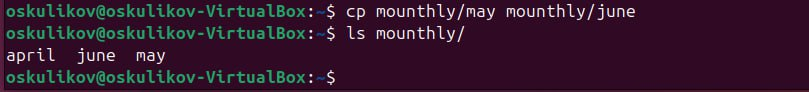 oskulikov@oskulikov-VirtualBox:~$ cp mounthly/may mounthly/june
oskulikov@oskulikov-VirtualBox:~$ ls mounthly/
april  june  may
oskulikov@oskulikov-VirtualBox:~$